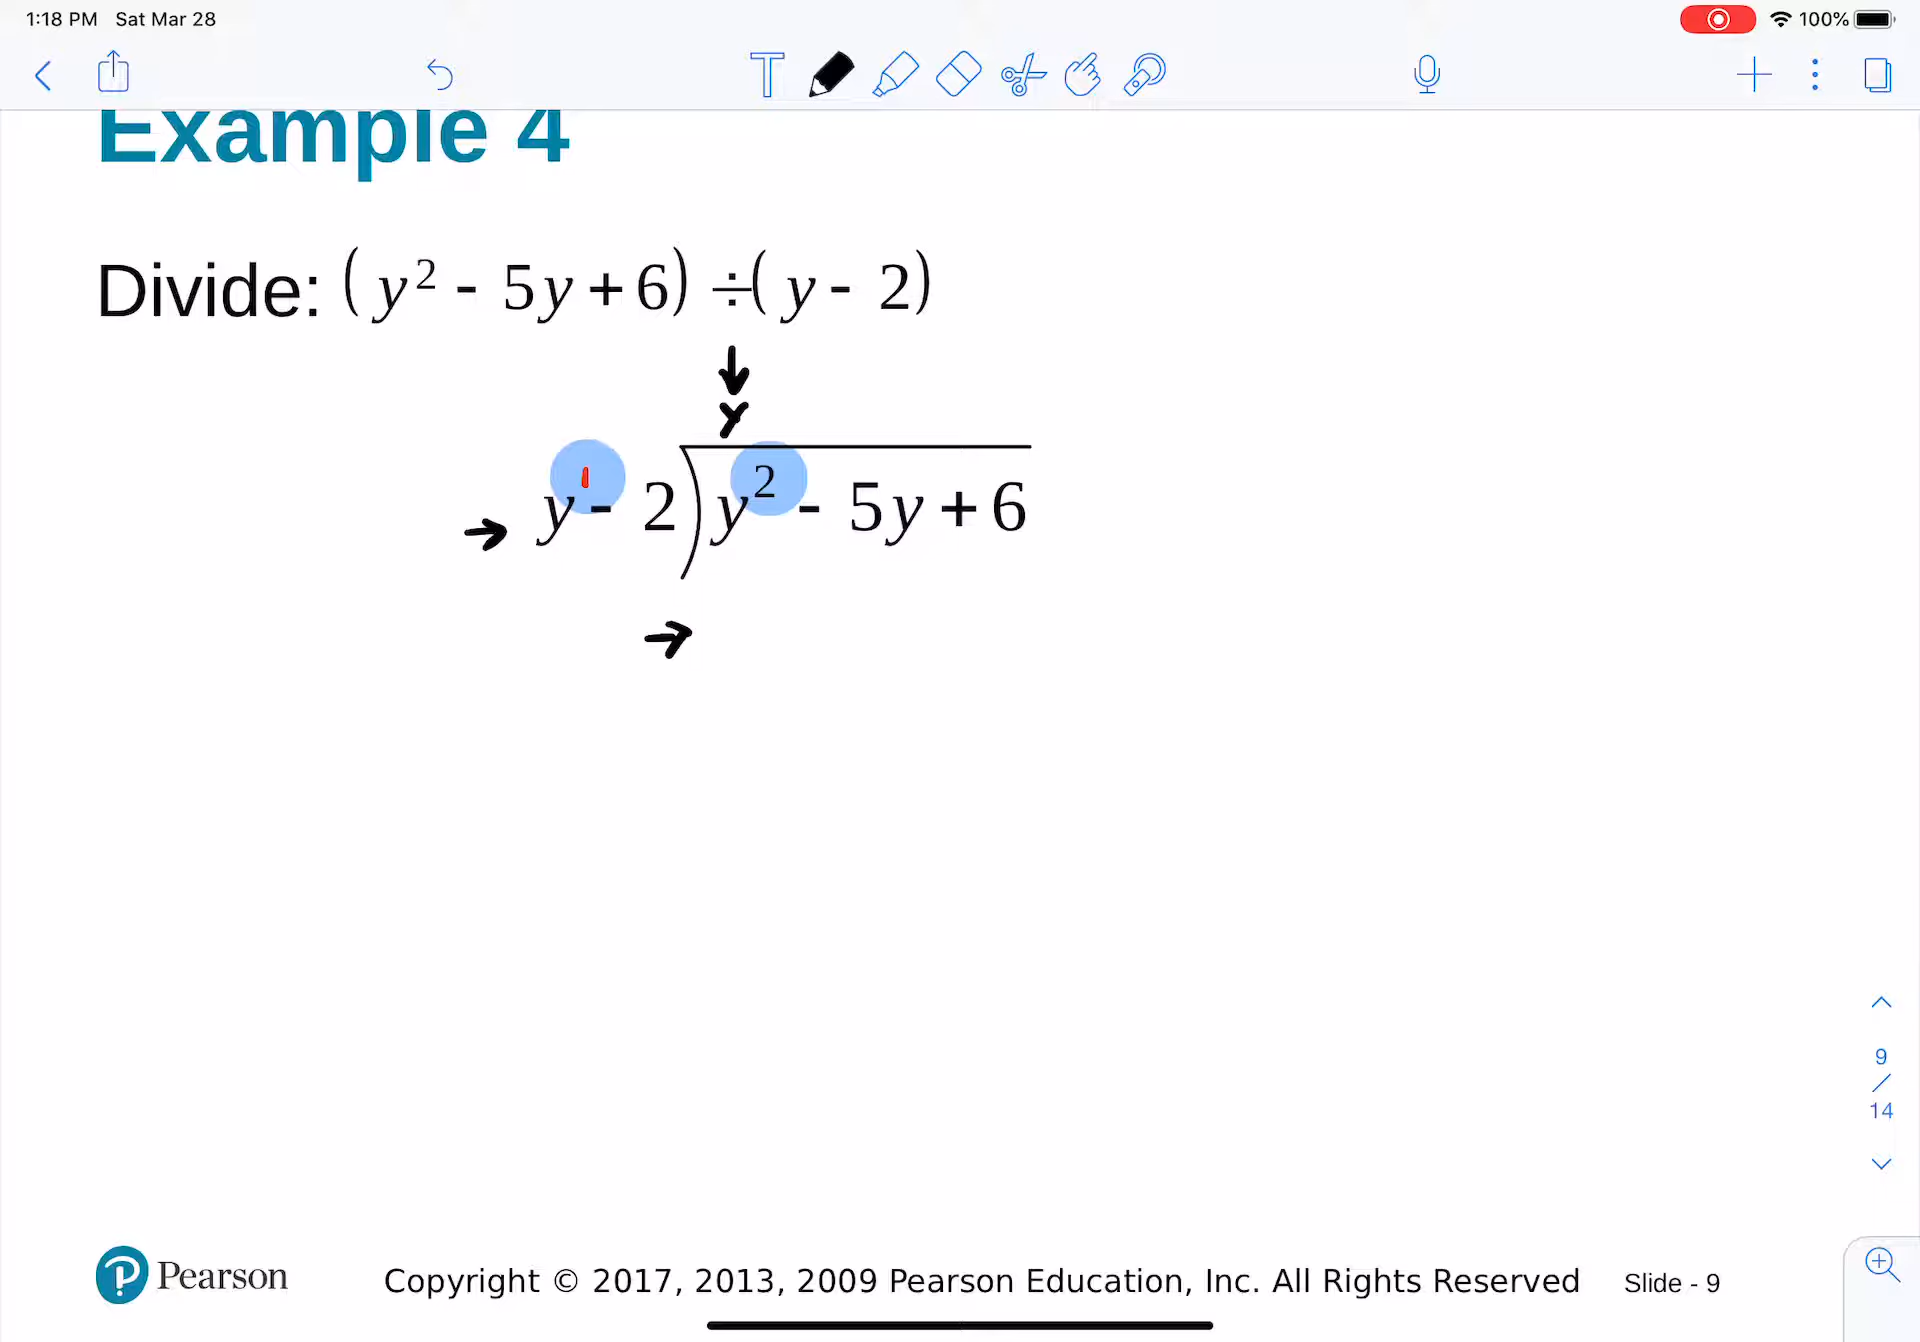 1:18 PM Sat Mar 28 100%
T
Example 4
Divide: (y² - 5y + 6) ÷ (y - 2)
y
y¹ - 2)y² - 5y + 6
9
/
14
Pearson Copyright © 2017, 2013, 2009 Pearson Education, Inc. All Rights Reserved Slide - 9